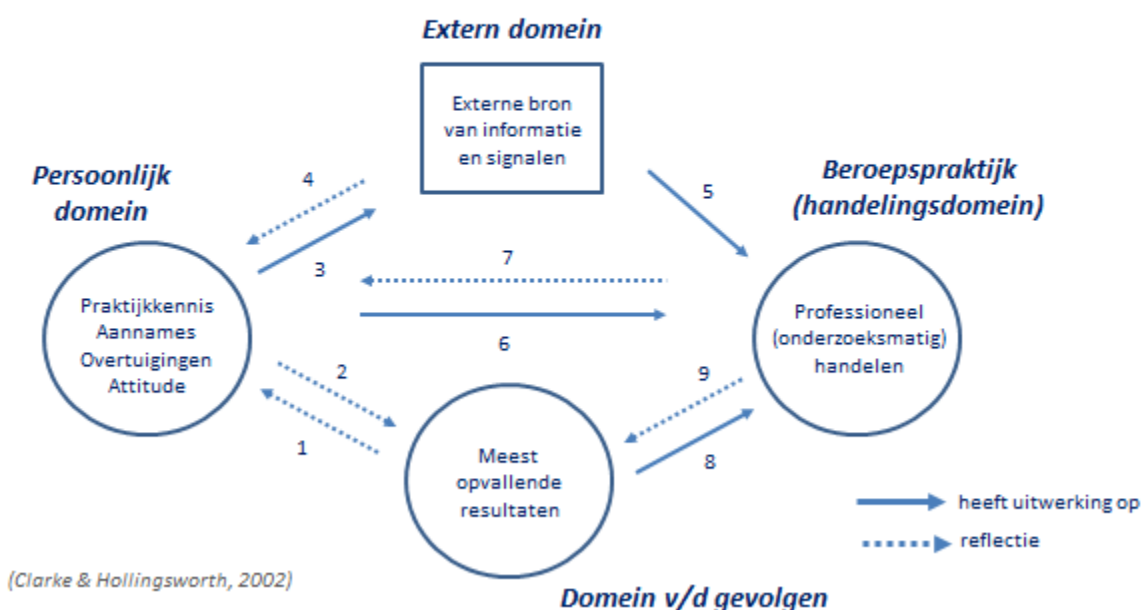 Extern domein
Externe bron
van informatie
en signalen
Persoonlijk
domein
4
5
Beroepspraktijk
(handelingsdomein)
3
7
Praktijkkennis
Aannames
Overtuigingen
Attitude
6
Professioneel
(onderzoeksmatig)
handelen
2
9
1
8
Meest
opvallende
resultaten
heeft uitwerking op
reflectie
(Clarke & Hollingsworth, 2002)
Domein v/d gevolgen